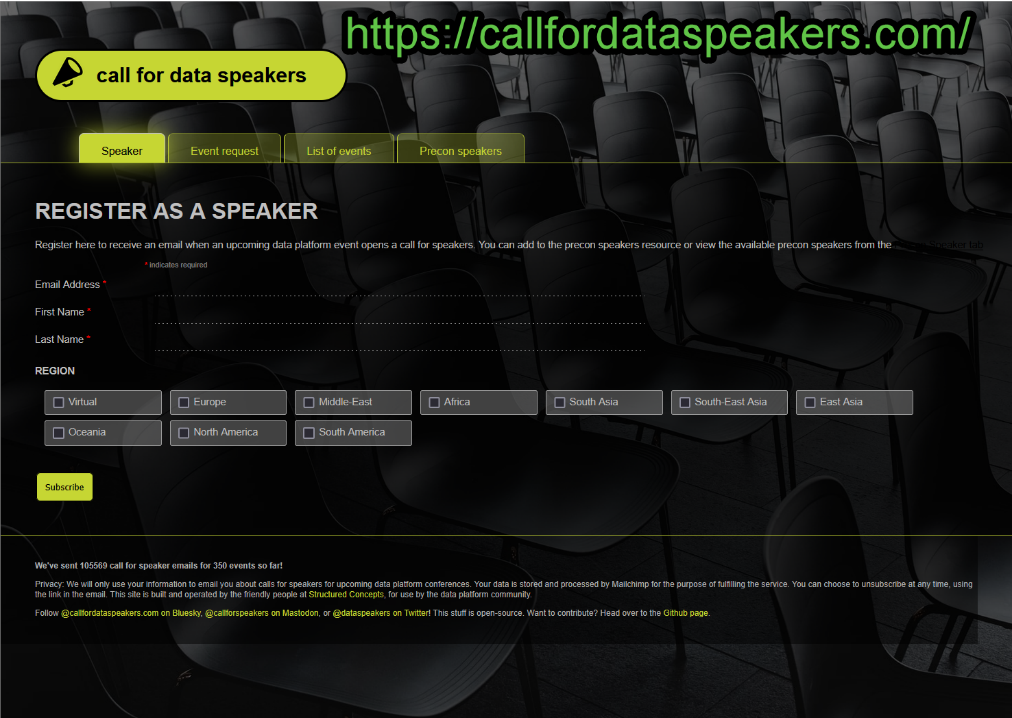 https://callfordataspeakers.com/
call for data speakers
Speaker
Event request
List of events
Precon speakers
REGISTER AS A SPEAKER
Register here to receive an email when an upcoming data platform event opens a call for speakers. You can add to the precon speakers resource or view the available precon speakers from the Speaker tab
* indicates required
Email Address *
First Name *
Last Name *
REGION
Virtual
Europe
Middle-East
Africa
South Asia
South-East Asia
East Asia
Oceania
North America
South America
Subscribe
We've sent 105569 call for speaker emails for 350 events so far!
Privacy: We will only use your information to email you about calls for speakers for upcoming data platform conferences. Your data is stored and processed by Mailchimp for the purpose of fulfilling the service. You can choose to unsubscribe at any time, using
the link in the email. This site is built and operated by the friendly people at Structured Concepts, for use by the data platform community
Follow @callfordataspeakers.com on Bluesky, @callforspeakers on Mastodon, or @dataspeakers on Twitter! This stuff is open-source. Want to contribute? Head over to the Github page.